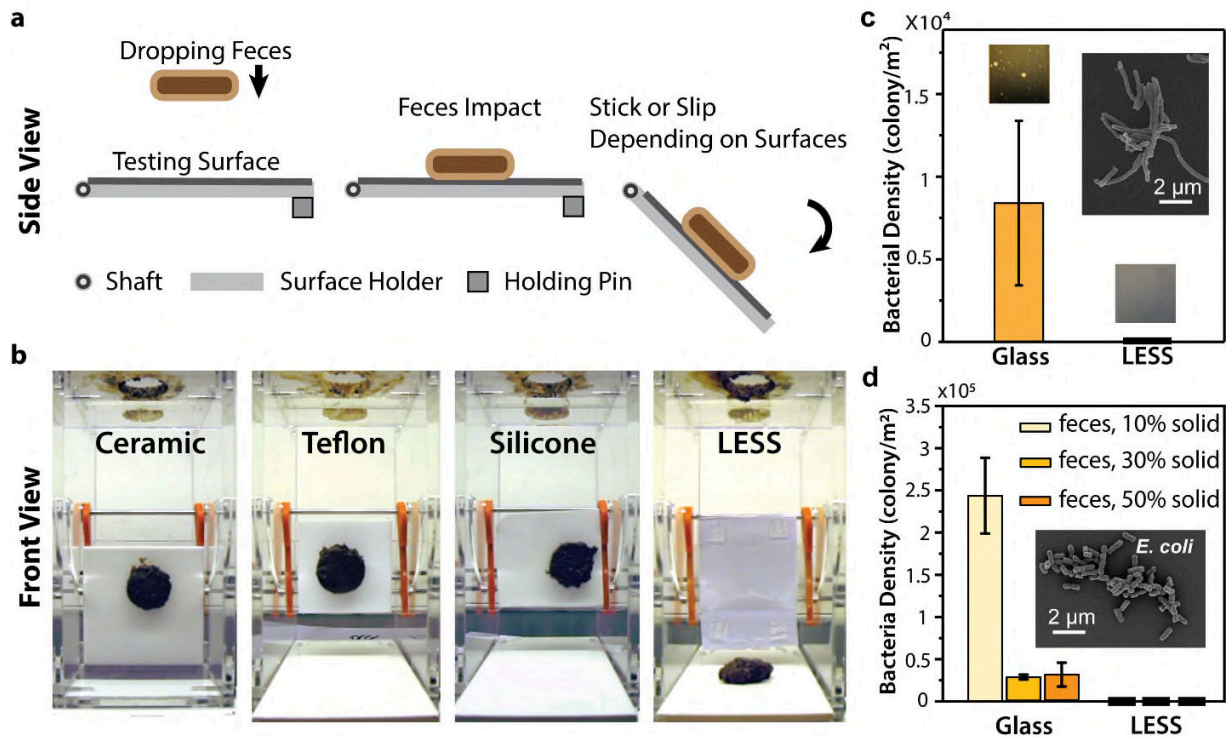 a
Side View
Dropping Feces
Testing Surface
Feces Impact
Stick or Slip
Depending on Surfaces
Shaft
Surface Holder
Holding Pin
b
Front View
Ceramic
Teflon
Silicone
LESS
c
x10⁴
Bacterial Density (colony/m²)
2
1.5
1
0.5
0
2 μm
Glass
LESS
d
x10⁵
Bacteria Density (colony/m²)
3.5
3
2.5
2
1.5
1
0.5
0
feces, 10% solid
feces, 30% solid
feces, 50% solid
E. coli
2 μm
Glass
LESS